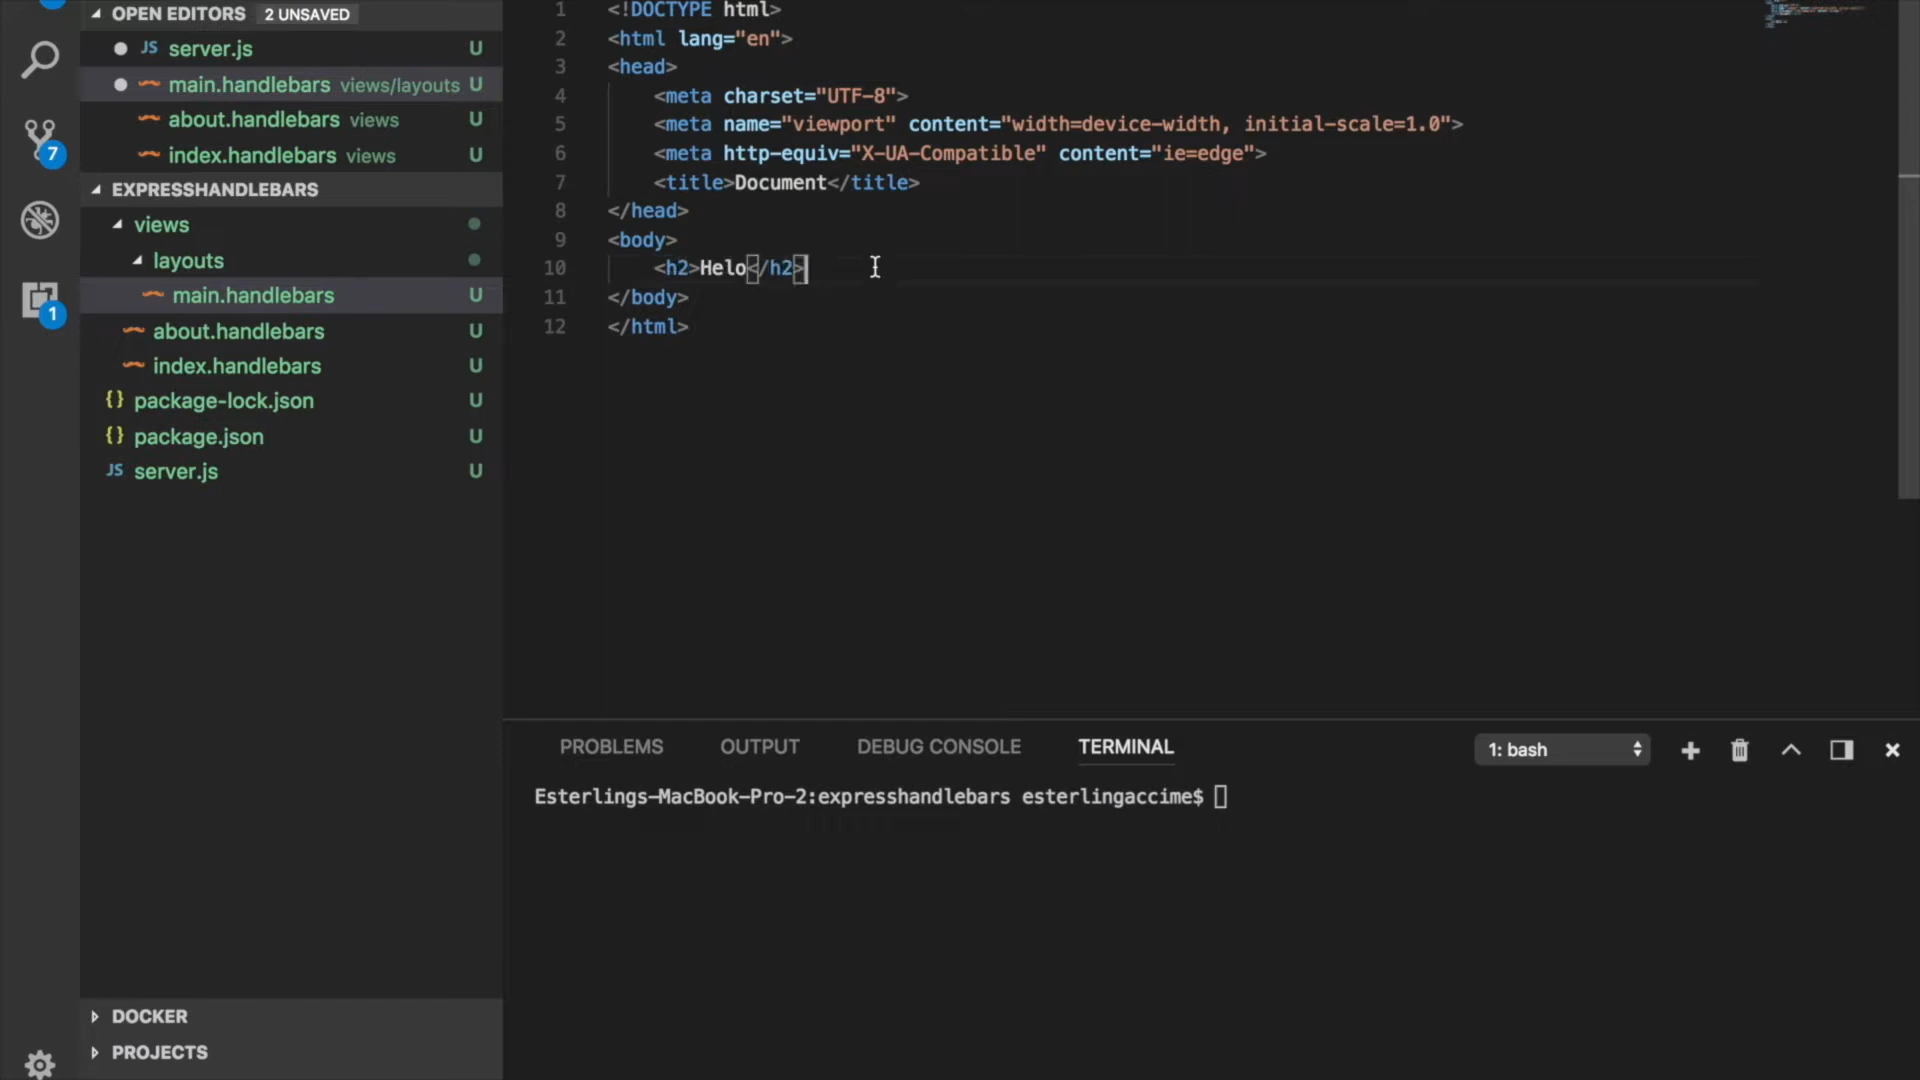 OPEN EDITORS 2 UNSAVED
JS server.js U
main.handlebars views/layouts U
about.handlebars views U
index.handlebars views U
EXPRESSHANDLEBARS
views
layouts
main.handlebars U
about.handlebars U
index.handlebars U
{} package-lock.json U
{} package.json U
JS server.js U
DOCKER
PROJECTS
7
1
1 <!DOCTYPE html>
2 <html lang="en">
3 <head>
4 <meta charset="UTF-8">
5 <meta name="viewport" content="width=device-width, initial-scale=1.0">
6 <meta http-equiv="X-UA-Compatible" content="ie=edge">
7 <title>Document</title>
8 </head>
9 <body>
10 <h2>Helo</h2>
11 </body>
12 </html>
PROBLEMS OUTPUT DEBUG CONSOLE TERMINAL 1: bash
Esterlings-MacBook-Pro-2:expresshandlebars esterlingaccime$